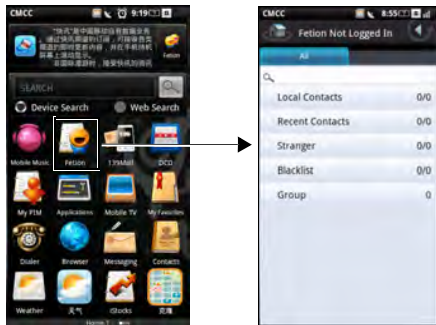 CMCC 9:19
Fetion
SEARCH
Device Search Web Search
Mobile Music Fetion 139Mail DCD
My PIM Applications Mobile TV My Favorites
Dialer Browser Messaging Contacts
Weather 天气 iStocks 克隆
CMCC 8:55
Fetion Not Logged In
All
Local Contacts 0/0
Recent Contacts 0/0
Stranger 0/0
Blacklist 0/0
Group 0